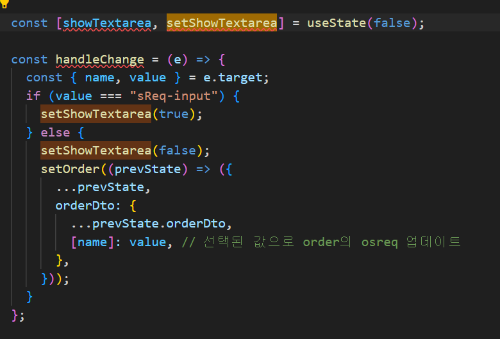 const [showTextarea, setShowTextarea] = useState(false);
const handleChange = (e) => {
const { name, value } = e.target;
if (value === "sReq-input") {
setShowTextarea(true);
} else {
setShowTextarea(false);
setOrder((prevState) => ({
...prevState,
orderDto: {
...prevState.orderDto,
[name]: value, // 선택된 값으로 order의 osreq 업데이트
},
}));
}
};